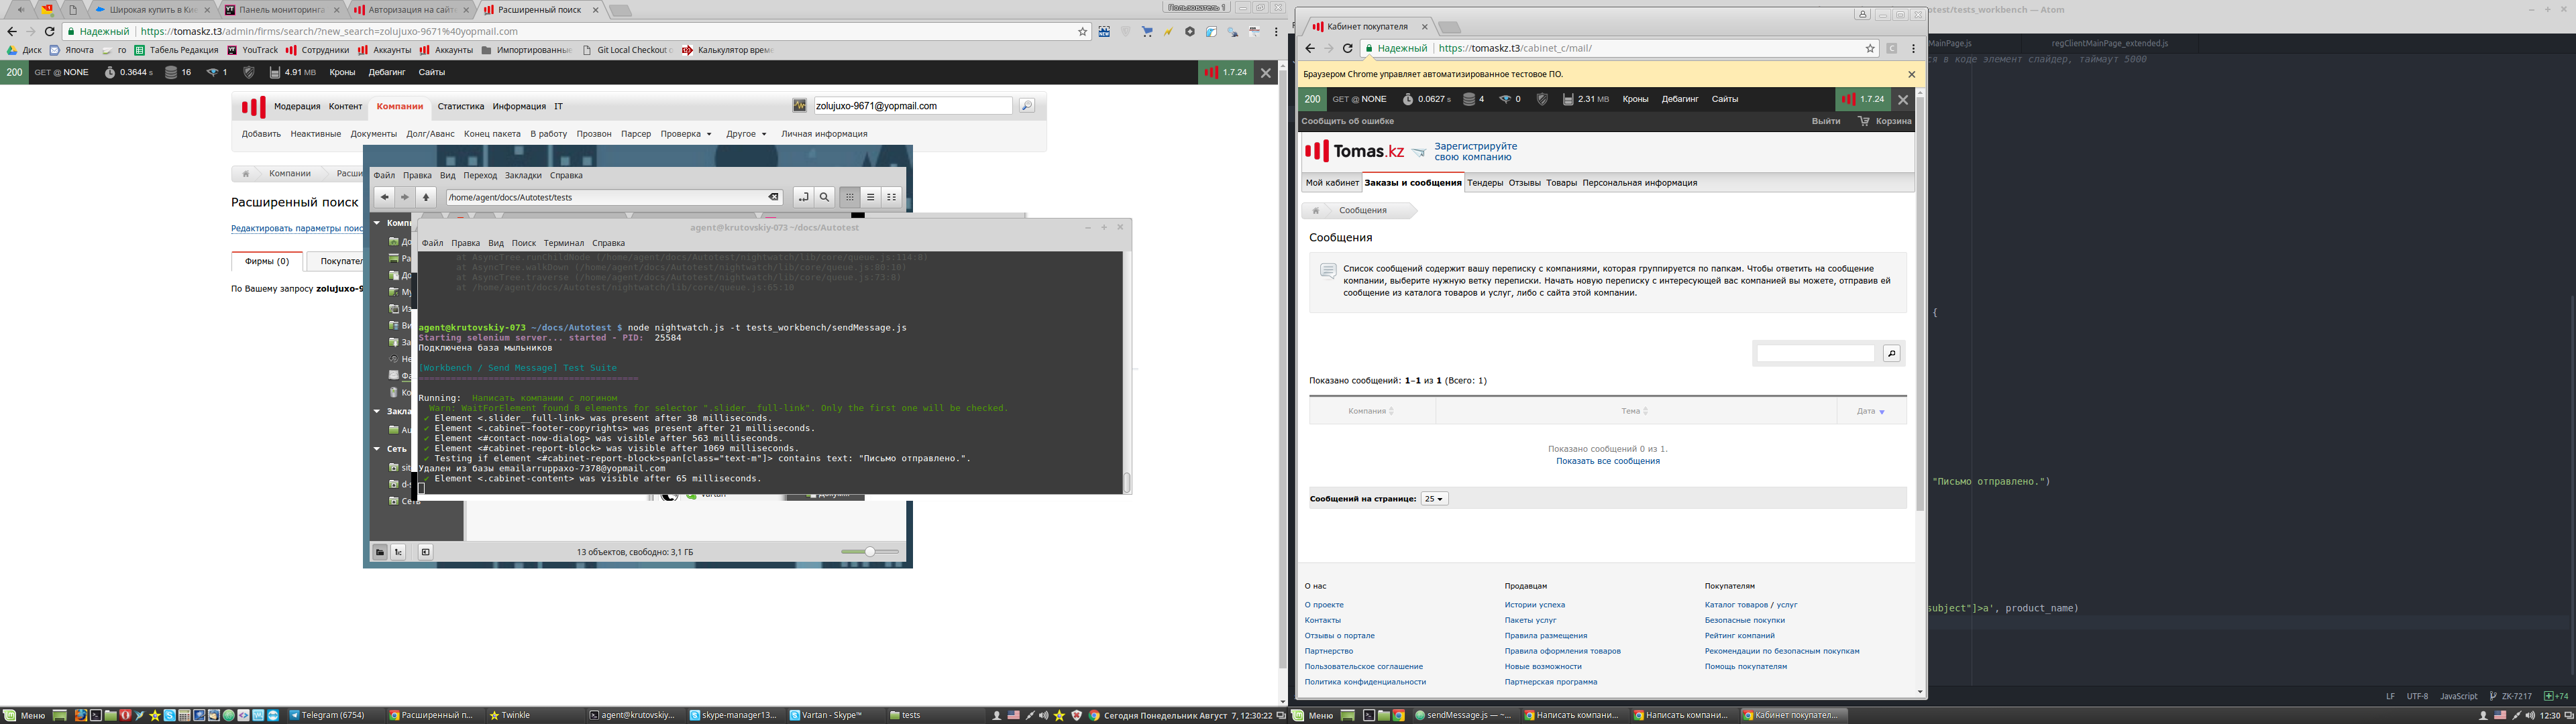 Широкая купить в Ки
Панель мониторинга
Авторизация на сайт
Расширенный поиск
Пользователь 1
Надежный
https://tomaskz.t3/admin/firms/search/?new_search=zolujuxo-9671%40yopmail.com
Диск
Япочта
го
Табель Редакция
YouTrack
Сотрудники
Аккаунты
Аккаунты
Импортированные
Git Local Checkout
Калькулятор време
200 GET @ NONE 0.3644 s 16 1 4.91 MB Кроны Дебагинг Сайты 1.7.24
Модерация Контент Компании Статистика Информация IT
zolujuxo-9671@yopmail.com
Добавить Неактивные Документы Долг/Аванс Конец пакета В работу Прозвон Парсер Проверка Другое Личная информация
Компании
Расши
Расширенный поиск
Редактировать параметры поис
Фирмы (0)
Покупател
По Вашему запросу zolujuxo-9
Файл Правка Вид Переход Закладки Справка
/home/agent/docs/Autotest/tests
Комп
До
Ра
До
Му
Из
Ви
За
Не
Фа
Ко
Закла
Au
Сеть
sit
d-s
Сеть
13 объектов, свободно: 3,1 ГБ
agent@krutovskiy-073 ~/docs/Autotest
Файл Правка Вид Поиск Терминал Справка
at AsyncTree.runChildNode (/home/agent/docs/Autotest/nightwatch/lib/core/queue.js:114:8)
at AsyncTree.walkDown (/home/agent/docs/Autotest/nightwatch/lib/core/queue.js:80:10)
at AsyncTree.traverse (/home/agent/docs/Autotest/nightwatch/lib/core/queue.js:73:8)
at /home/agent/docs/Autotest/nightwatch/lib/core/queue.js:65:10
agent@krutovskiy-073 ~/docs/Autotest $ node nightwatch.js -t tests_workbench/sendMessage.js
Starting selenium server... started - PID: 25584
Подключена база мыльников
[Workbench / Send Message] Test Suite
=========================================
Running: Написать компании с логином
Warn: WaitForElement found 8 elements for selector ".slider__full-link". Only the first one will be checked.
✔ Element <.slider__full-link> was present after 38 milliseconds.
✔ Element <.cabinet-footer-copyrights> was present after 21 milliseconds.
✔ Element <#contact-now-dialog> was visible after 563 milliseconds.
✔ Element <#cabinet-report-block> was visible after 1069 milliseconds.
✔ Testing if element <#cabinet-report-block>span[class="text-m"]> contains text: "Письмо отправлено.".
Удален из базы emailarruppaxo-7378@yopmail.com
✔ Element <.cabinet-content> was visible after 65 milliseconds.
Кабинет покупателя
Надежный
https://tomaskz.t3/cabinet_c/mail/
Браузером Chrome управляет автоматизированное тестовое ПО.
200 GET @ NONE 0.0627 s 4 0 2.31 MB Кроны Дебагинг Сайты 1.7.24
Сообщить об ошибке
Выйти
Корзина
Tomas.kz
Зарегистрируйте
свою компанию
Мой кабинет Заказы и сообщения Тендеры Отзывы Товары Персональная информация
Сообщения
Сообщения
Список сообщений содержит вашу переписку с компаниями, которая группируется по папкам. Чтобы ответить на сообщение
компании, выберите нужную ветку переписки. Начать новую переписку с интересующей вас компанией вы можете, отправив ей
сообщение из каталога товаров и услуг, либо с сайта этой компании.
Показано сообщений: 1–1 из 1 (Всего: 1)
Компания Тема Дата
Показано сообщений 0 из 1.
Показать все сообщения
Сообщений на странице: 25
О нас
О проекте
Контакты
Отзывы о портале
Партнерство
Пользовательское соглашение
Политика конфиденциальности
Продавцам
Истории успеха
Пакеты услуг
Правила размещения
Правила оформления товаров
Новые возможности
Партнерская программа
Покупателям
Каталог товаров / услуг
Безопасные покупки
Рейтинг компаний
Рекомендации по безопасным покупкам
Помощь покупателям
otest/tests_workbench — Atom
MainPage.js
regClientMainPage_extended.js
ся в коде элемент слайдер, таймаут 5000
{
"Письмо отправлено.")
subject"]>a', product_name)
LF UTF-8 JavaScript ZK-7217 +74
Меню
Telegram (6754)
Расширенный п...
Twinkle
agent@krutovskiy...
skype-manager13...
Vartan - Skype™
tests
Сегодня Понедельник Август 7, 12:30:22
Меню
sendMessage.js — ~...
Написать компани...
Написать компани...
Кабинет покупател...
12:30